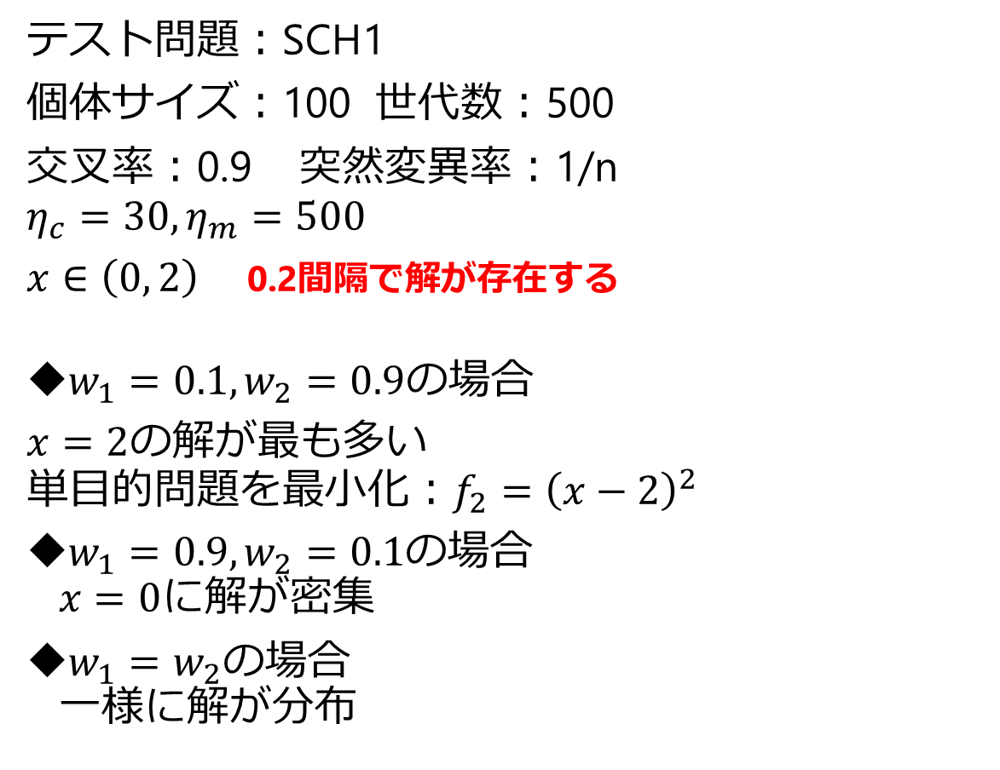 テスト問題：SCH1
個体サイズ：100 世代数：500
交叉率：0.9 突然変異率：1/n
η_c = 30, η_m = 500
x ∈ (0, 2) 0.2間隔で解が存在する
◆w_1 = 0.1, w_2 = 0.9の場合
x = 2の解が最も多い
単目的問題を最小化：f_2 = (x − 2)^2
◆w_1 = 0.9, w_2 = 0.1の場合
x = 0に解が密集
◆w_1 = w_2の場合
一様に解が分布